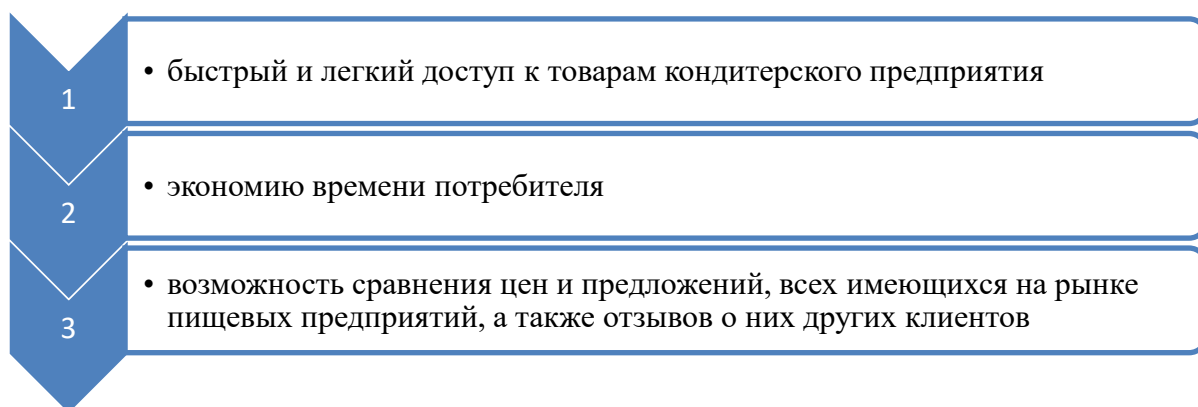 1
• быстрый и легкий доступ к товарам кондитерского предприятия
2
• экономию времени потребителя
3
• возможность сравнения цен и предложений, всех имеющихся на рынке
пищевых предприятий, а также отзывов о них других клиентов